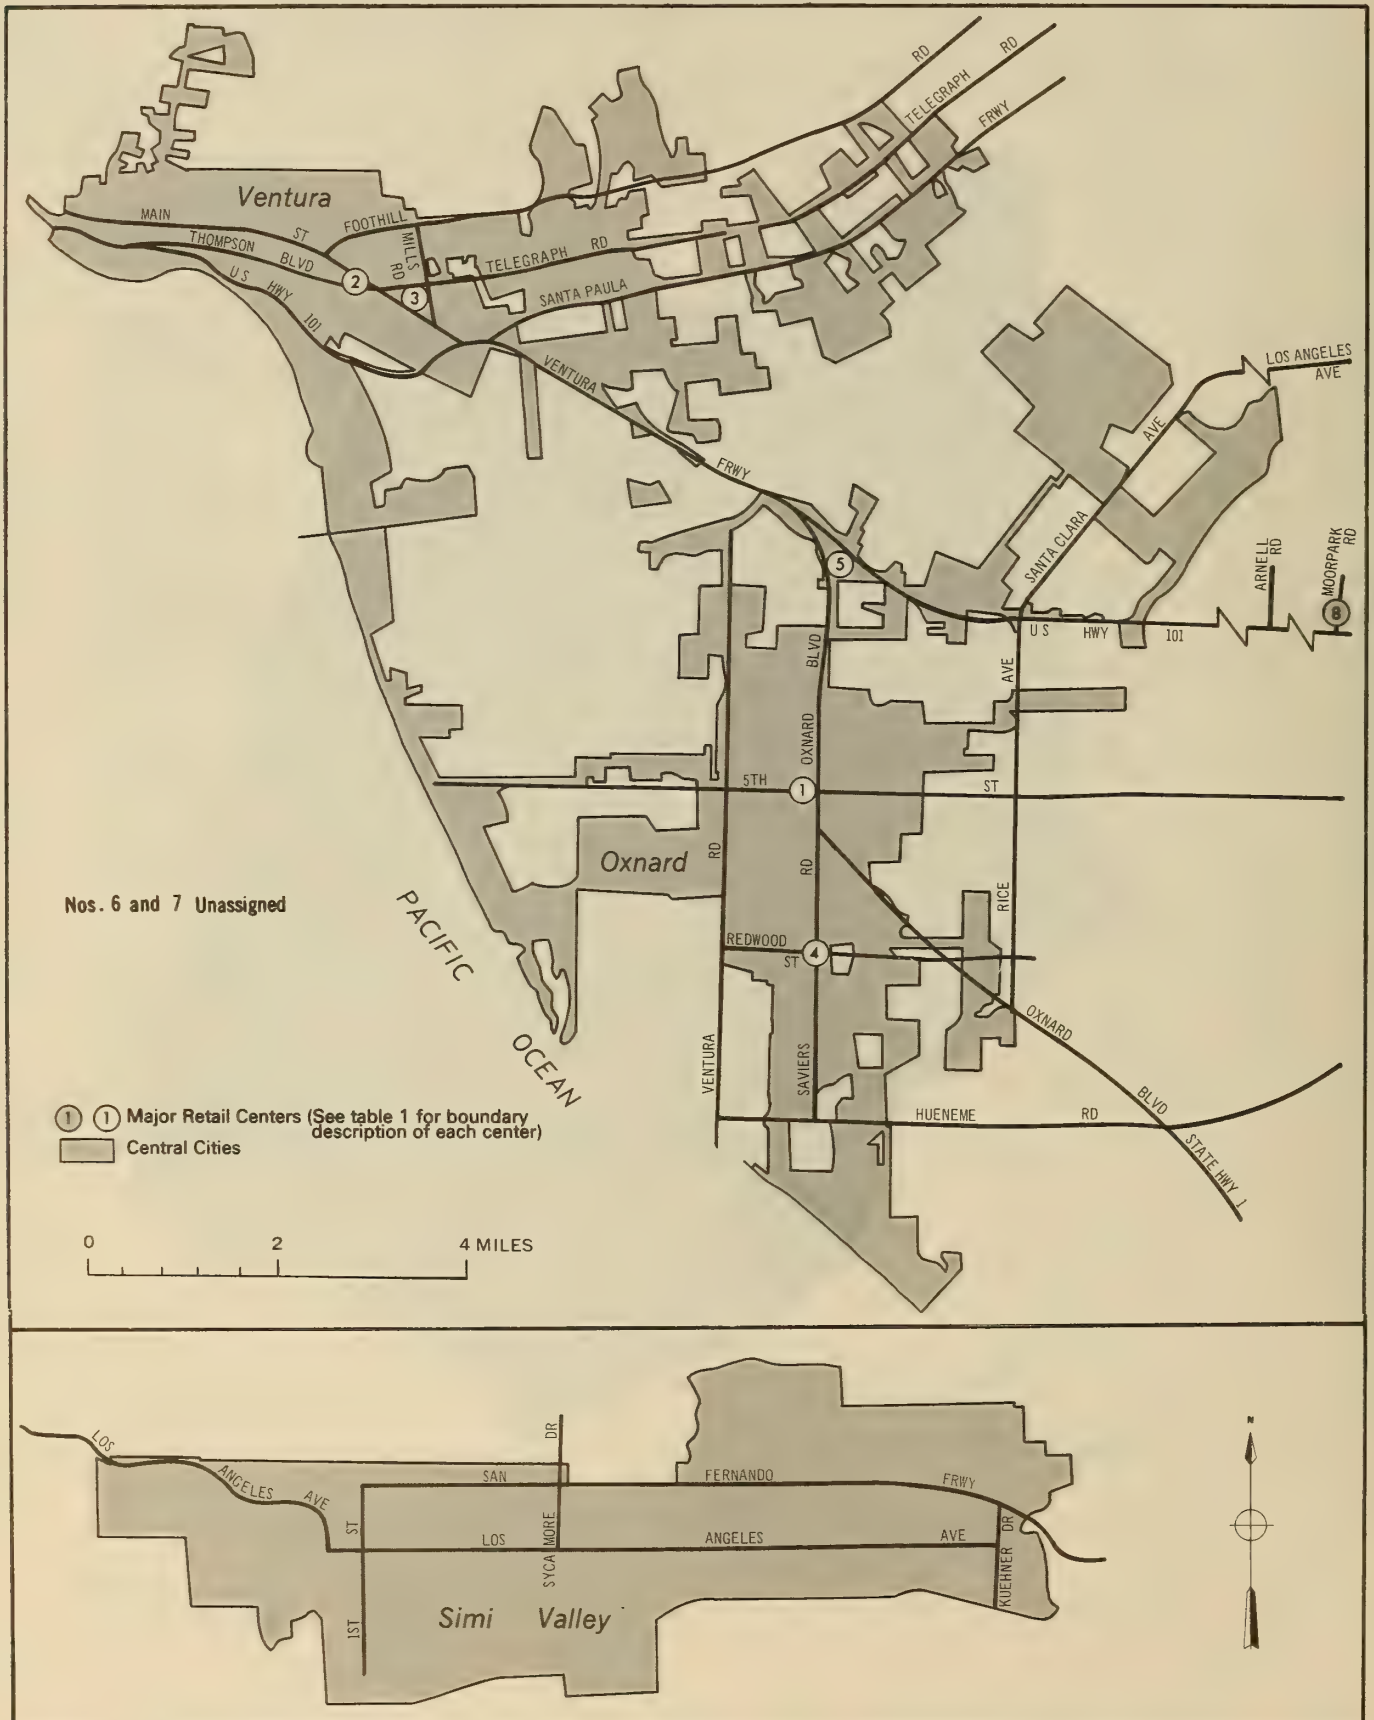 RD
TELEGRAPH
RD
FRWY
Ventura
MAIN
ST
FOOTHILL
THOMPSON
BLVD
MILLS
RD
TELEGRAPH
RD
U S
HWY
101
2
3
SANTA PAULA
VENTURA
FRWY
LOS ANGELES
AVE
AVE
SANTA CLARA
ARNELL
RD
MOORPARK
RD
5
8
U S
HWY
101
BLVD
OXNARD
AVE
5TH
1
ST
Oxnard
RD
RD
RICE
Nos. 6 and 7 Unassigned
PACIFIC
OCEAN
REDWOOD
ST
4
OXNARD
BLVD
STATE HWY 1
VENTURA
SAVIERS
HUENEME
RD
1 1 Major Retail Centers (See table 1 for boundary
description of each center)
Central Cities
0 2 4 MILES
LOS
ANGELES
AVE
SAN
FERNANDO
FRWY
DR
ST
LOS
ANGELES
AVE
SYCAMORE
DR
KUEHNER
1ST
Simi Valley
N